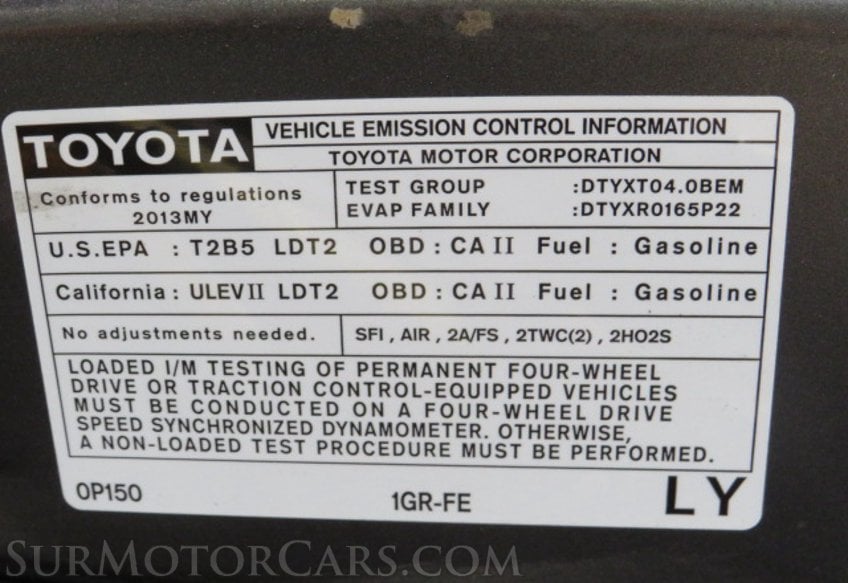 TOYOTA VEHICLE EMISSION CONTROL INFORMATION
TOYOTA MOTOR CORPORATION
Conforms to regulations
2013MY
TEST GROUP :DTYXT04.0BEM
EVAP FAMILY :DTYXR0165P22
U.S.EPA : T2B5 LDT2 OBD : CA II Fuel : Gasoline
California : ULEV II LDT2 OBD : CA II Fuel : Gasoline
No adjustments needed. SFI , AIR , 2A/FS , 2TWC(2) , 2HO2S
LOADED I/M TESTING OF PERMANENT FOUR-WHEEL
DRIVE OR TRACTION CONTROL-EQUIPPED VEHICLES
MUST BE CONDUCTED ON A FOUR-WHEEL DRIVE
SPEED SYNCHRONIZED DYNAMOMETER. OTHERWISE,
A NON-LOADED TEST PROCEDURE MUST BE PERFORMED.
0P150 1GR-FE LY
SURMOTORCARS.COM